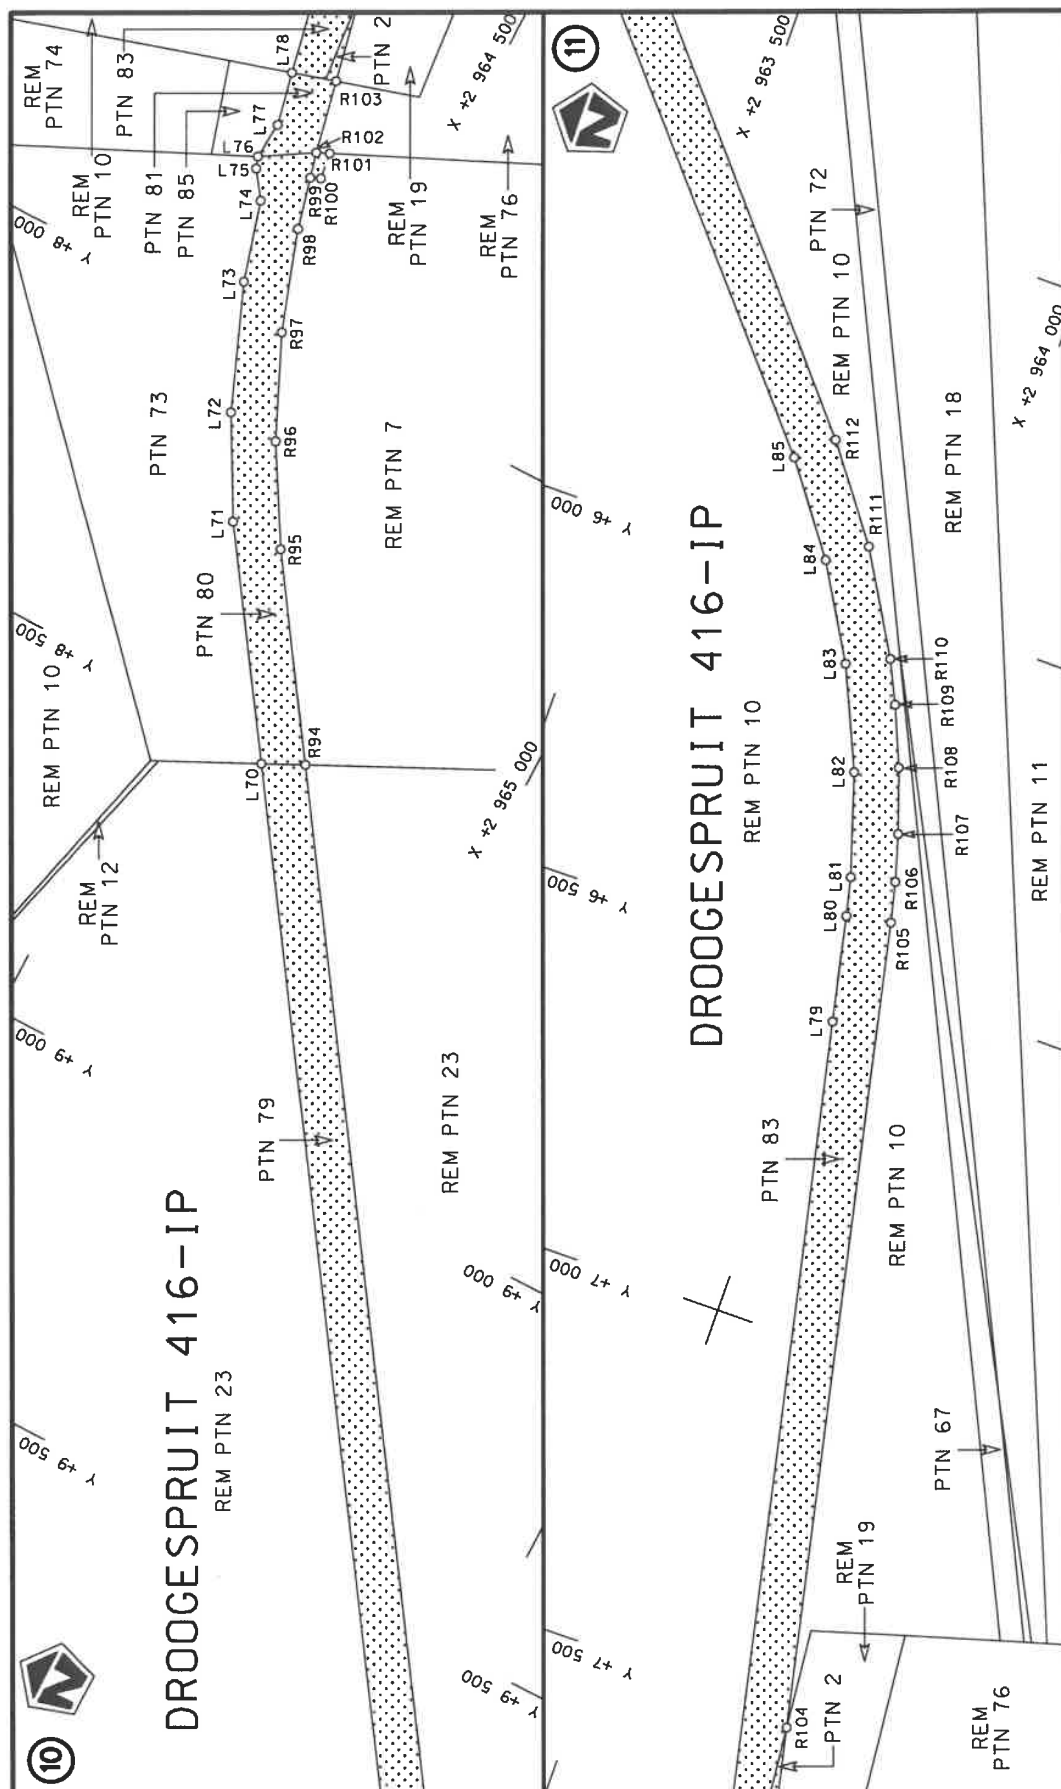 10
DROOGESPRUIT 416-IP
REM PTN 23
Y +9 500
Y +9 500
Y +9 000
Y +9 000
PTN 79
REM PTN 23
REM
PTN 12
REM PTN 10
Y +8 500
X +2 965 000
L70
R94
PTN 80
PTN 73
REM PTN 7
L71
R95
L72
R96
L73
R97
L74
R98
L75
R99
R100
L76
R101
R102
L77
R103
L78
Y +8 000
REM
PTN 74
REM
PTN 10
PTN 83
PTN 81
PTN 85
PTN 2
REM
PTN 19
REM
PTN 76
X +2 964 500
11
DROOGESPRUIT 416-IP
REM PTN 10
Y +7 500
R104
PTN 2
REM
PTN 19
REM
PTN 76
PTN 67
Y +7 000
PTN 83
REM PTN 10
L79
R105
L80
R106
L81
R107
L82
R108
R109
L83
R110
L84
R111
L85
R112
Y +6 500
Y +6 000
REM PTN 10
PTN 72
REM PTN 18
REM PTN 11
X +2 963 500
X +2 964 000